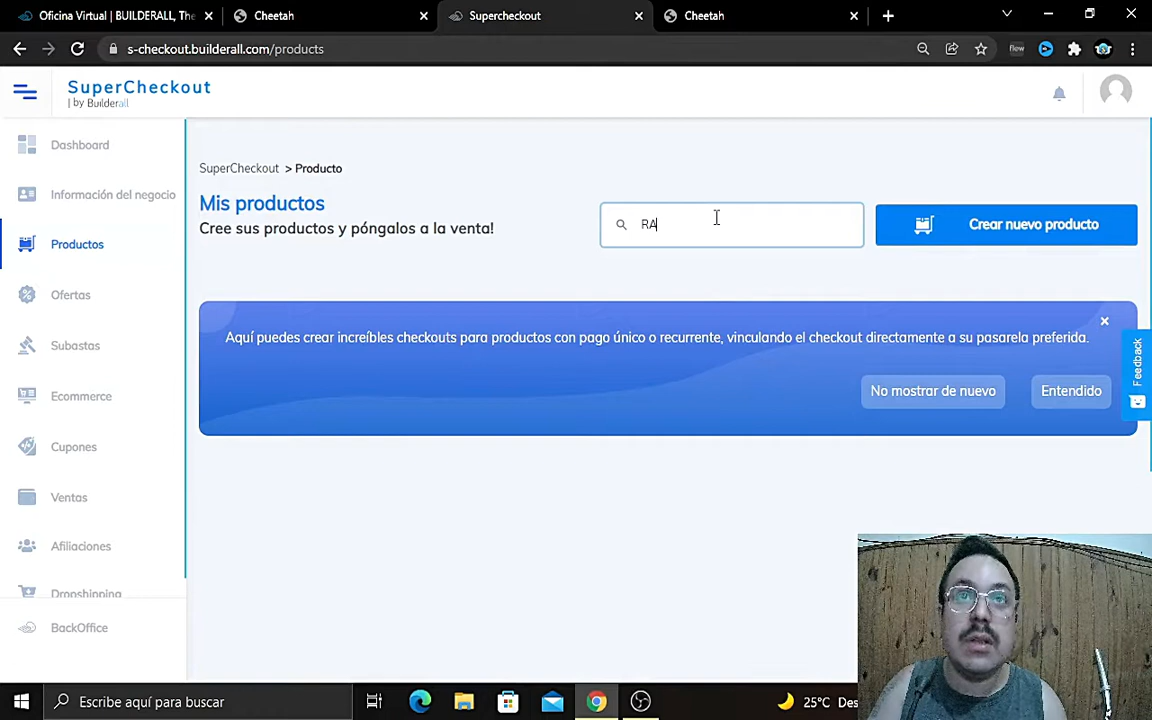 Oficina Virtual | BUILDERALL, The
Cheetah
Supercheckout
Cheetah
s-checkout.builderall.com/products
flow
SuperCheckout
| by Builderall
Dashboard
Información del negocio
Productos
Ofertas
Subastas
Ecommerce
Cupones
Ventas
Afiliaciones
Dropshipping
BackOffice
SuperCheckout > Producto
Mis productos
Cree sus productos y póngalos a la venta!
RA
Crear nuevo producto
Aquí puedes crear increíbles checkouts para productos con pago único o recurrente, vinculando el checkout directamente a su pasarela preferida.
No mostrar de nuevo
Entendido
Feedback
Escribe aquí para buscar
25°C Des